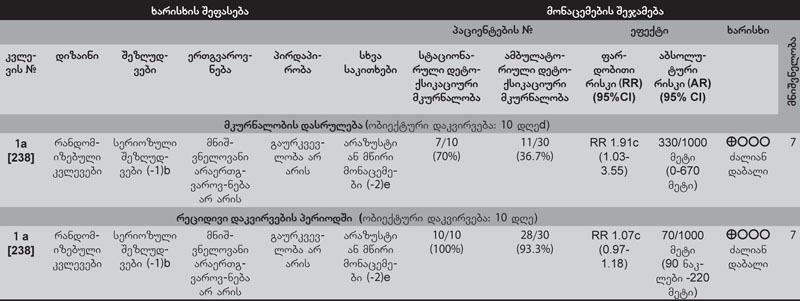 ხარისხის შეფასება
მონაცემების შეჯამება
მნიშვნელობა
პაციენტების №
ეფექტი
ხარისხი
კვლე-
ვის №
დიზაინი
შეზღუდ-
ვები
ერთგვაროვ-
ნება
პირდაპი-
რობა
სხვა
საკითხები
სტაციონა-
რული დეტო-
ქსიკაციური
მკურნალობა
ამბულატო-
რიული დეტო-
ქსიკაციური
მკურნალობა
ფარ-
დობითი
რისკი (RR)
(95%CI)
აბსოლუ-
ტური
რისკი (AR)
(95% CI)
მკურნალობის დასრულება (ობიექტური დაკვირვება: 10 დღეd)
1a
[238]
რანდომ-
იზებული
კვლევები
სერიოზული
შეზღუდ-
ვები (-1)b
მნიშ-
ვნელოვანი
არაერთგ-
ვაროვ-ნება
არ არის
გაურკვევ-
ლობა არ
არის
არაზუსტი
ან მწირი
მონაცემე-
ბი (-2)e
7/10
(70%)
11/30
(36.7%)
RR 1.91c
(1.03-
3.55)
330/1000
მეტი
(0-670
მეტი)
⊕○○○
ძალიან
დაბალი
7
რეციდივი დაკვირვების პერიოდში (ობიექტური დაკვირვება: 10 დღე)
1 a
[238]
რანდომ-
იზებული
კვლევები
სერიოზული
შეზღუდ-
ვები (-1)b
მნიშ-
ვნელოვანი
არაერთგ-
ვაროვ-ნება
არ არის
გაურკვევ-
ლობა არ
არის
არაზუსტი
ან მწირი
მონაცემე-
ბი (-2)e
10/10
(100%)
28/30
(93.3%)
RR 1.07c
(0.97-
1.18)
70/1000
მეტი
(90 ნაკ-
ლები -220
მეტი)
⊕○○○
ძალიან
დაბალი
7